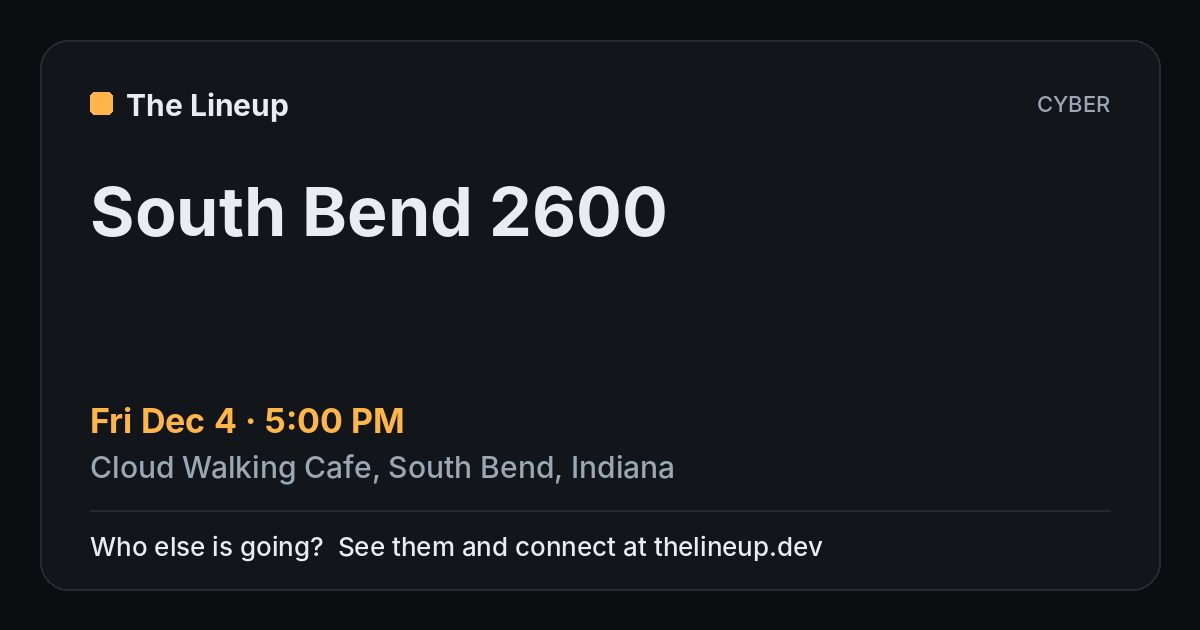 The Lineup
CYBER
South Bend 2600
Fri Dec 4 · 5:00 PM
Cloud Walking Cafe, South Bend, Indiana
Who else is going?  See them and connect at thelineup.dev